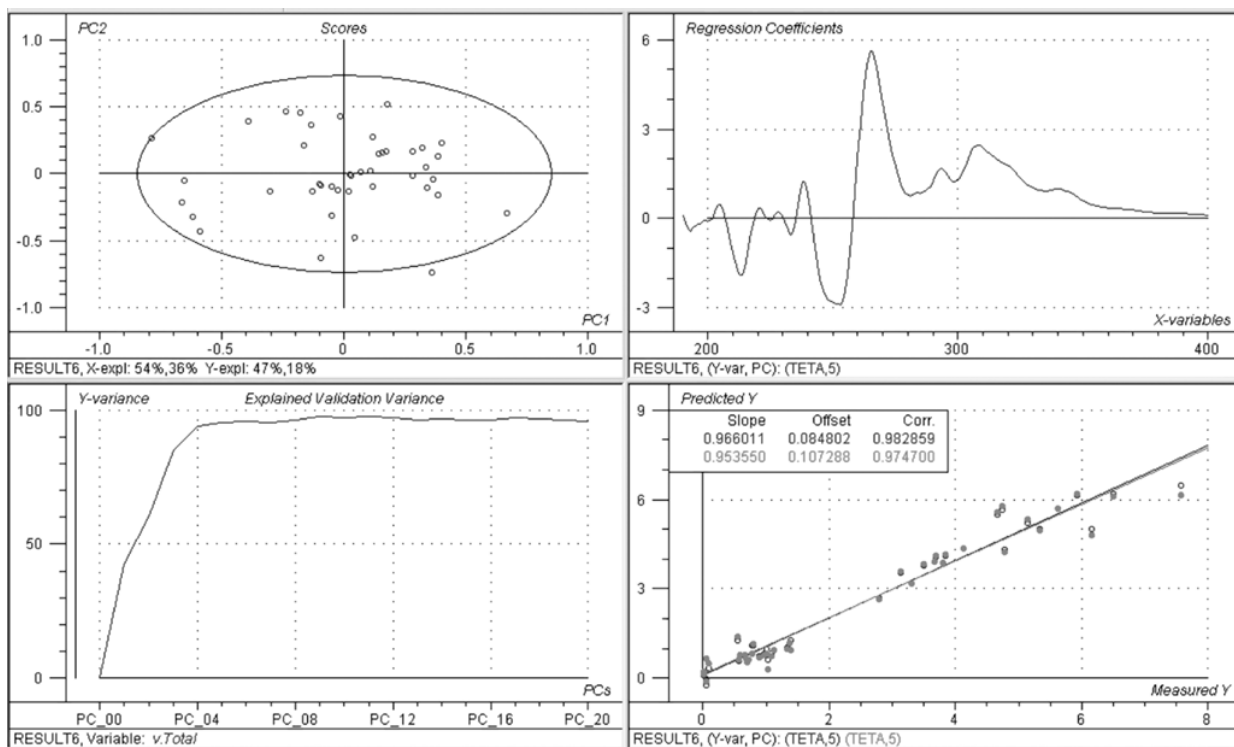 PC2 Scores
1.0
0.5
0
-0.5
-1.0
PC1
-1.0 -0.5 0 0.5 1.0
RESULT6, X-expl: 54%,36% Y-expl: 47%,18%
Regression Coefficients
6
3
0
-3
X-variables
200 300 400
RESULT6, (Y-var, PC): (TETA,5)
Y-variance Explained Validation Variance
100
50
0
PCs
PC_00 PC_04 PC_08 PC_12 PC_16 PC_20
RESULT6, Variable: v.Total
Predicted Y
9
Slope Offset Corr.
0.966011 0.084802 0.982859
0.953550 0.107288 0.974700
6
3
0
Measured Y
0 2 4 6 8
RESULT6, (Y-var, PC): (TETA,5) (TETA,5)